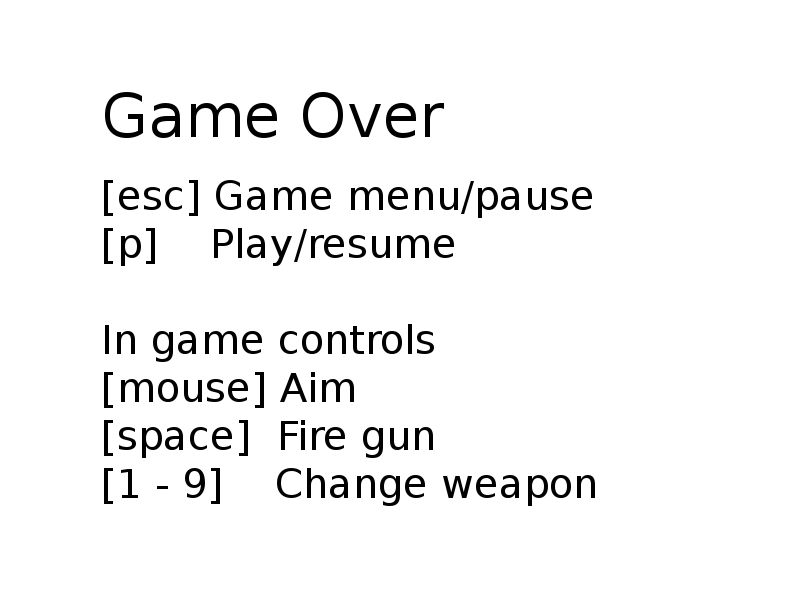 Game Over
[esc] Game menu/pause
[p]    Play/resume
In game controls
[mouse] Aim
[space]  Fire gun
[1 - 9]    Change weapon